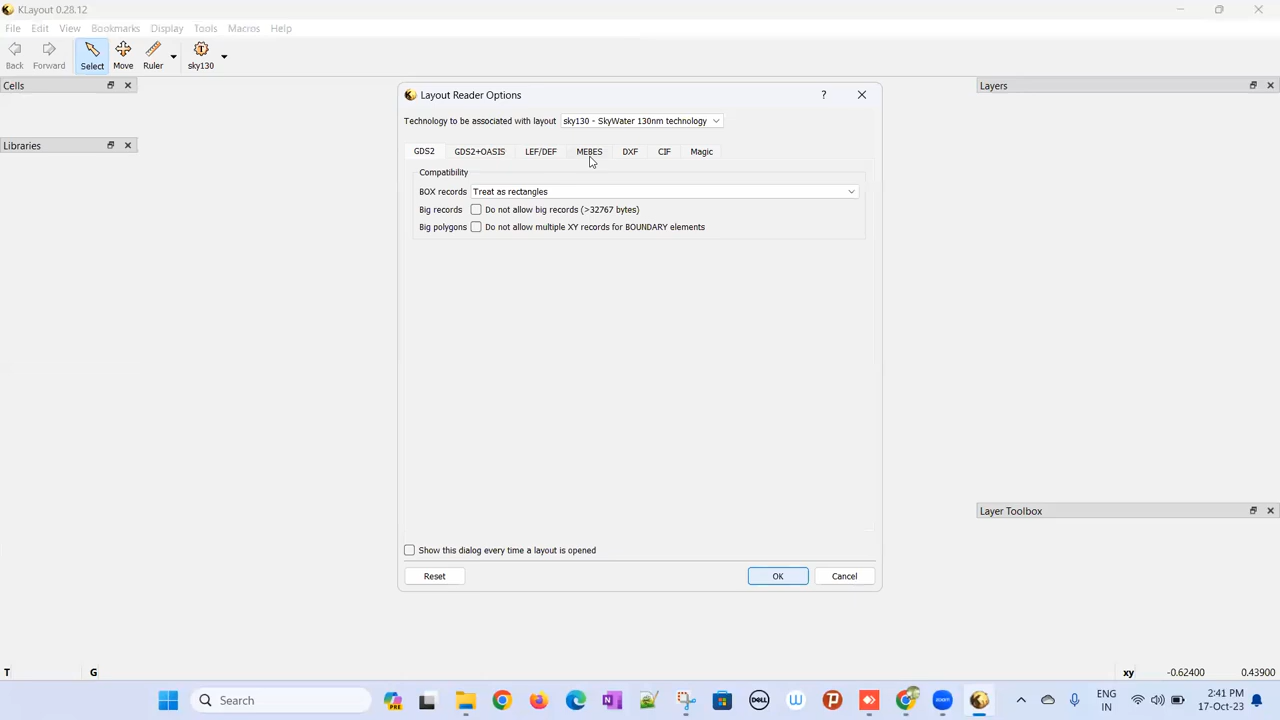 KLayout 0.28.12
File Edit View Bookmarks Display Tools Macros Help
Back Forward Select Move Ruler sky130
Cells
Libraries
Layers
Layout Reader Options
Technology to be associated with layout sky130 - SkyWater 130nm technology
GDS2 GDS2+OASIS LEF/DEF MEBES DXF CIF Magic
Compatibility
BOX records Treat as rectangles
Big records Do not allow big records (>32767 bytes)
Big polygons Do not allow multiple XY records for BOUNDARY elements
Layer Toolbox
Show this dialog every time a layout is opened
Reset OK Cancel
T G xy -0.62400 0.43900
Search
PRE
DELL
zoom
ENG
IN
2:41 PM
17-Oct-23